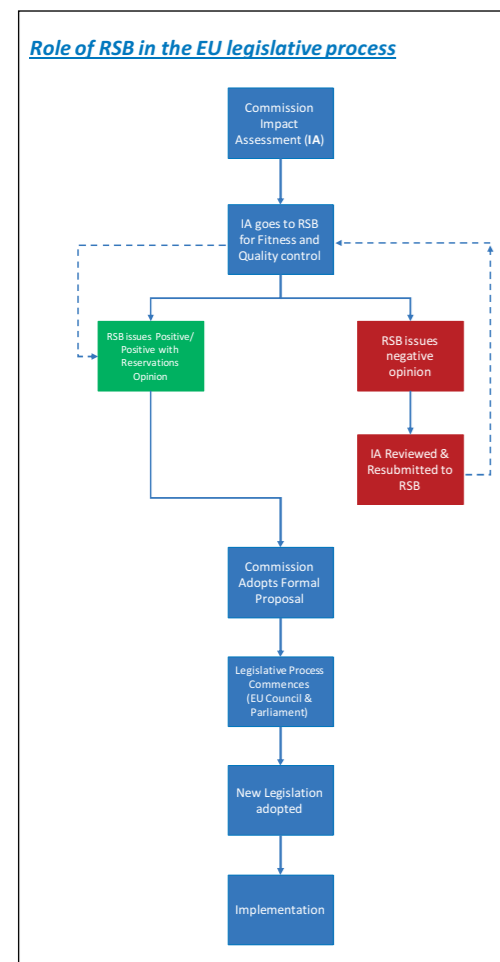 Role of RSB in the EU legislative process
Commission
Impact
Assessment (IA)
IA goes to RSB
for Fitness and
Quality control
RSB issues Positive/
Positive with
Reservations
Opinion
RSB issues
negative
opinion
IA Reviewed &
Resubmitted to
RSB
Commission
Adopts Formal
Proposal
Legislative Process
Commences
(EU Council &
Parliament)
New Legislation
adopted
Implementation